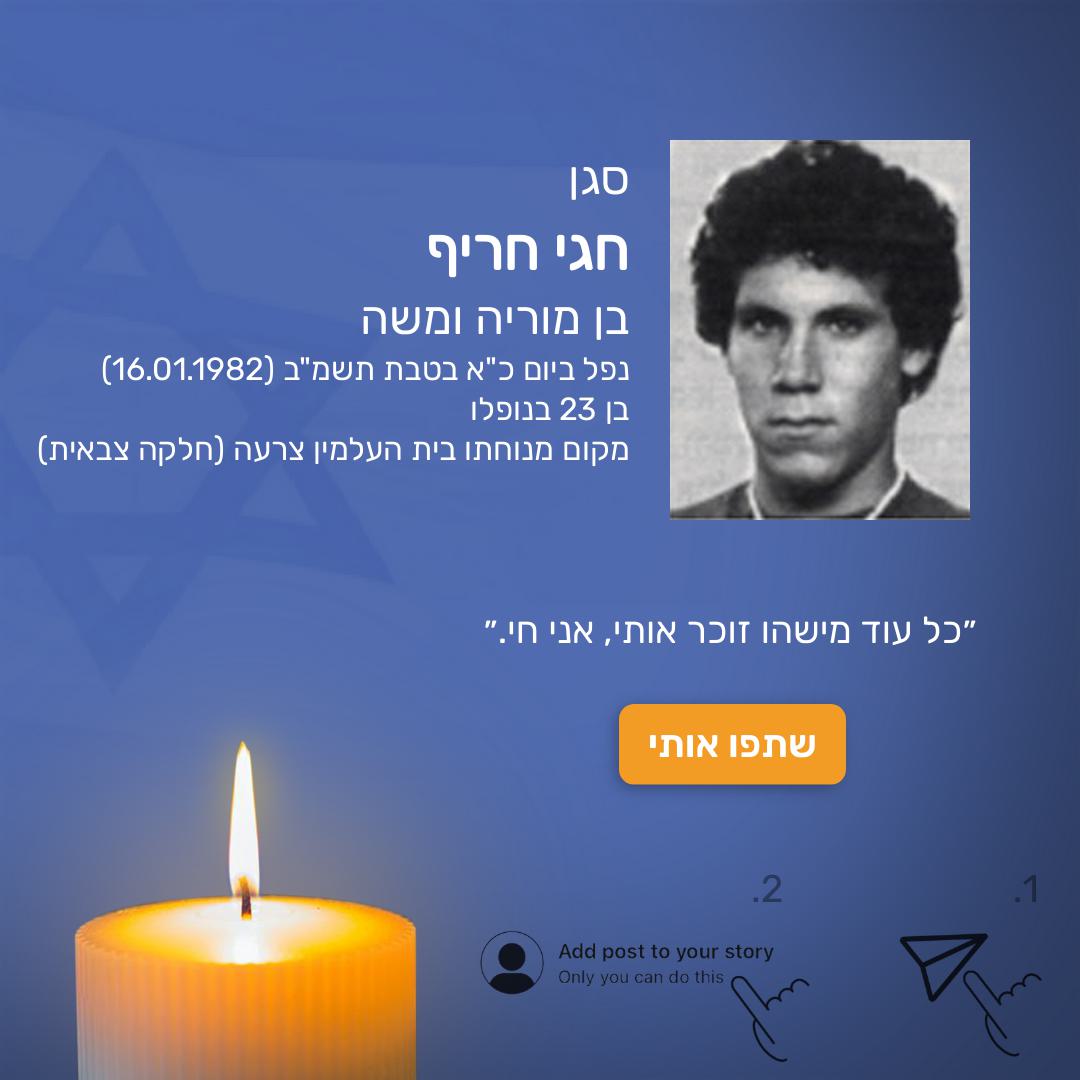 סגן
חגי חריף
בן מוריה ומשה
נפל ביום כ"א בטבת תשמ"ב (16.01.1982)
בן 23 בנופלו
מקום מנוחתו בית העלמין צרעה (חלקה צבאית)
״כל עוד מישהו זוכר אותי, אני חי.״
שתפו אותי
.1
.2
Add post to your story
Only you can do this